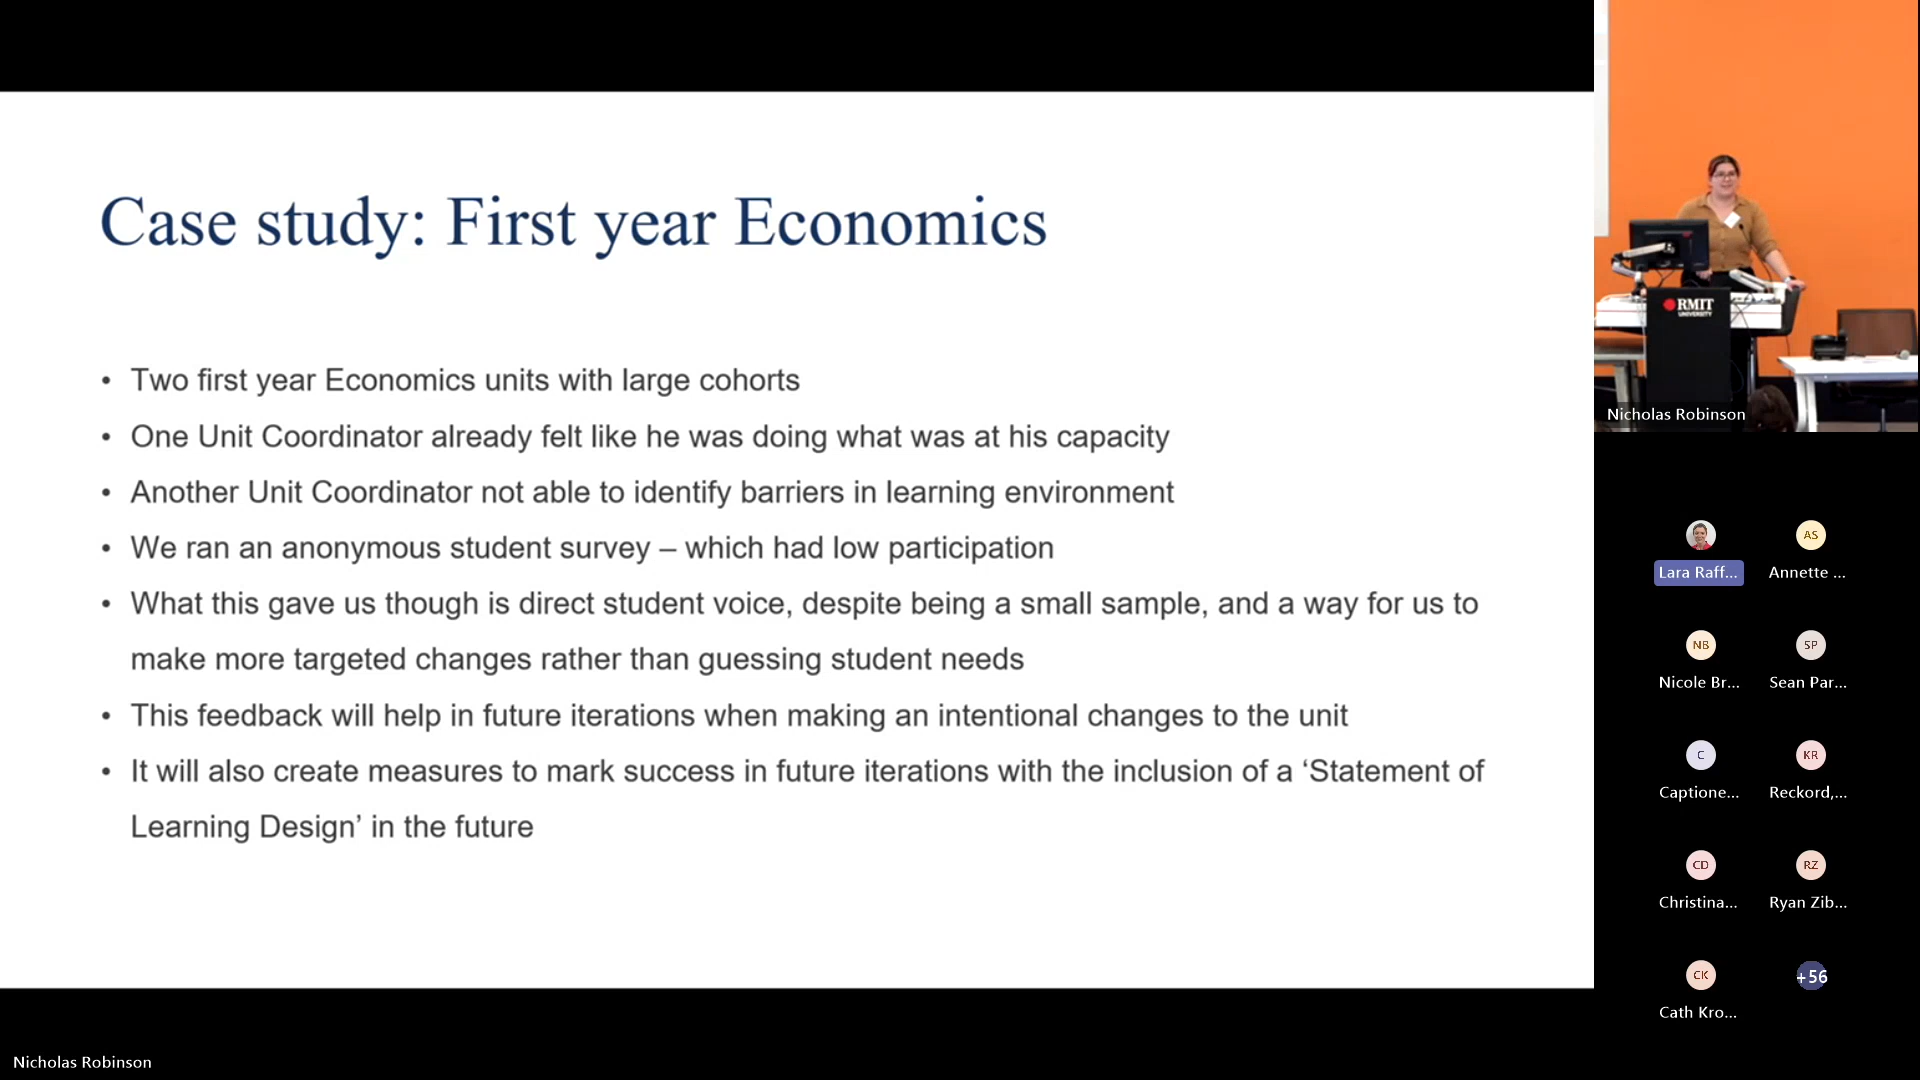 Case study: First year Economics
• Two first year Economics units with large cohorts
• One Unit Coordinator already felt like he was doing what was at his capacity
• Another Unit Coordinator not able to identify barriers in learning environment
• We ran an anonymous student survey – which had low participation
• What this gave us though is direct student voice, despite being a small sample, and a way for us to
make more targeted changes rather than guessing student needs
• This feedback will help in future iterations when making an intentional changes to the unit
• It will also create measures to mark success in future iterations with the inclusion of a ‘Statement of
Learning Design’ in the future
Nicholas Robinson
RMIT
UNIVERSITY
Nicholas Robinson
Lara Raff...
AS
Annette ...
NB
Nicole Br...
SP
Sean Par...
C
Captione...
KR
Reckord,...
CD
Christina...
RZ
Ryan Zib...
CK
Cath Kro...
+56